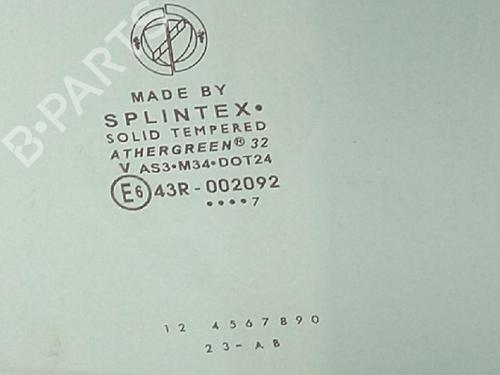 B-PARTS
MADE BY
SPLINTEX•
SOLID TEMPERED
ATHERGREEN® 32
V AS3•M34•DOT24
E6 43R-002092
••••7
12 4567890
23-AB